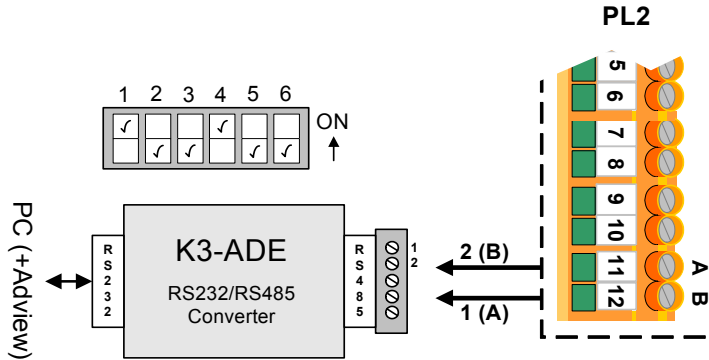 PL2
5
6
7
8
9
10
11
12
A
B
1 2 3 4 5 6
ON
PC (+Adview)
RS232
K3-ADE
RS232/RS485
Converter
RS485
1
2
2 (B)
1 (A)